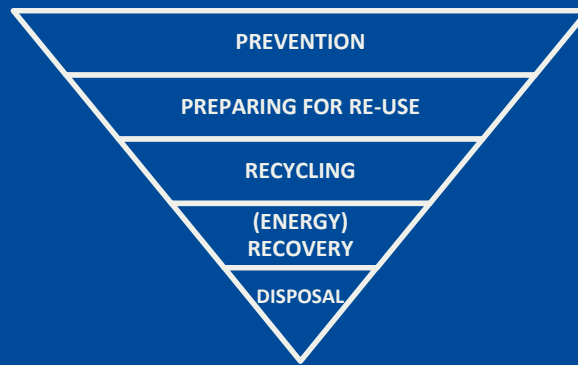 PREVENTION
PREPARING FOR RE-USE
RECYCLING
(ENERGY)
RECOVERY
DISPOSAL